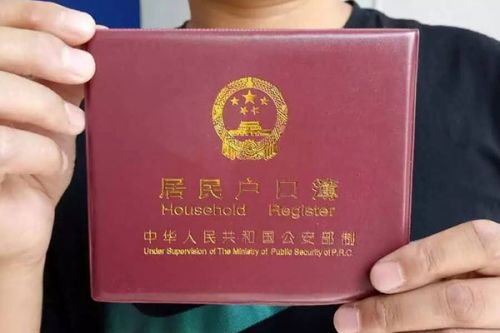 居民户口簿
Household Register
中华人民共和国公安部制
Under Supervision of The Ministry of Public Security of P.R.C.